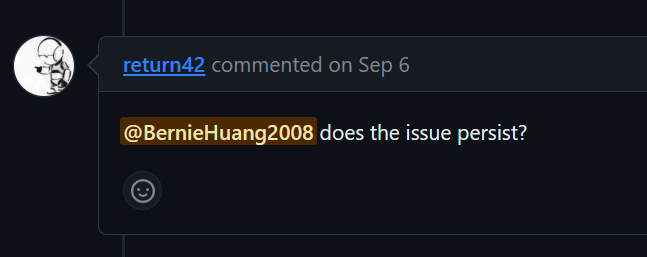 return42 commented on Sep 6
@BernieHuang2008 does the issue persist?